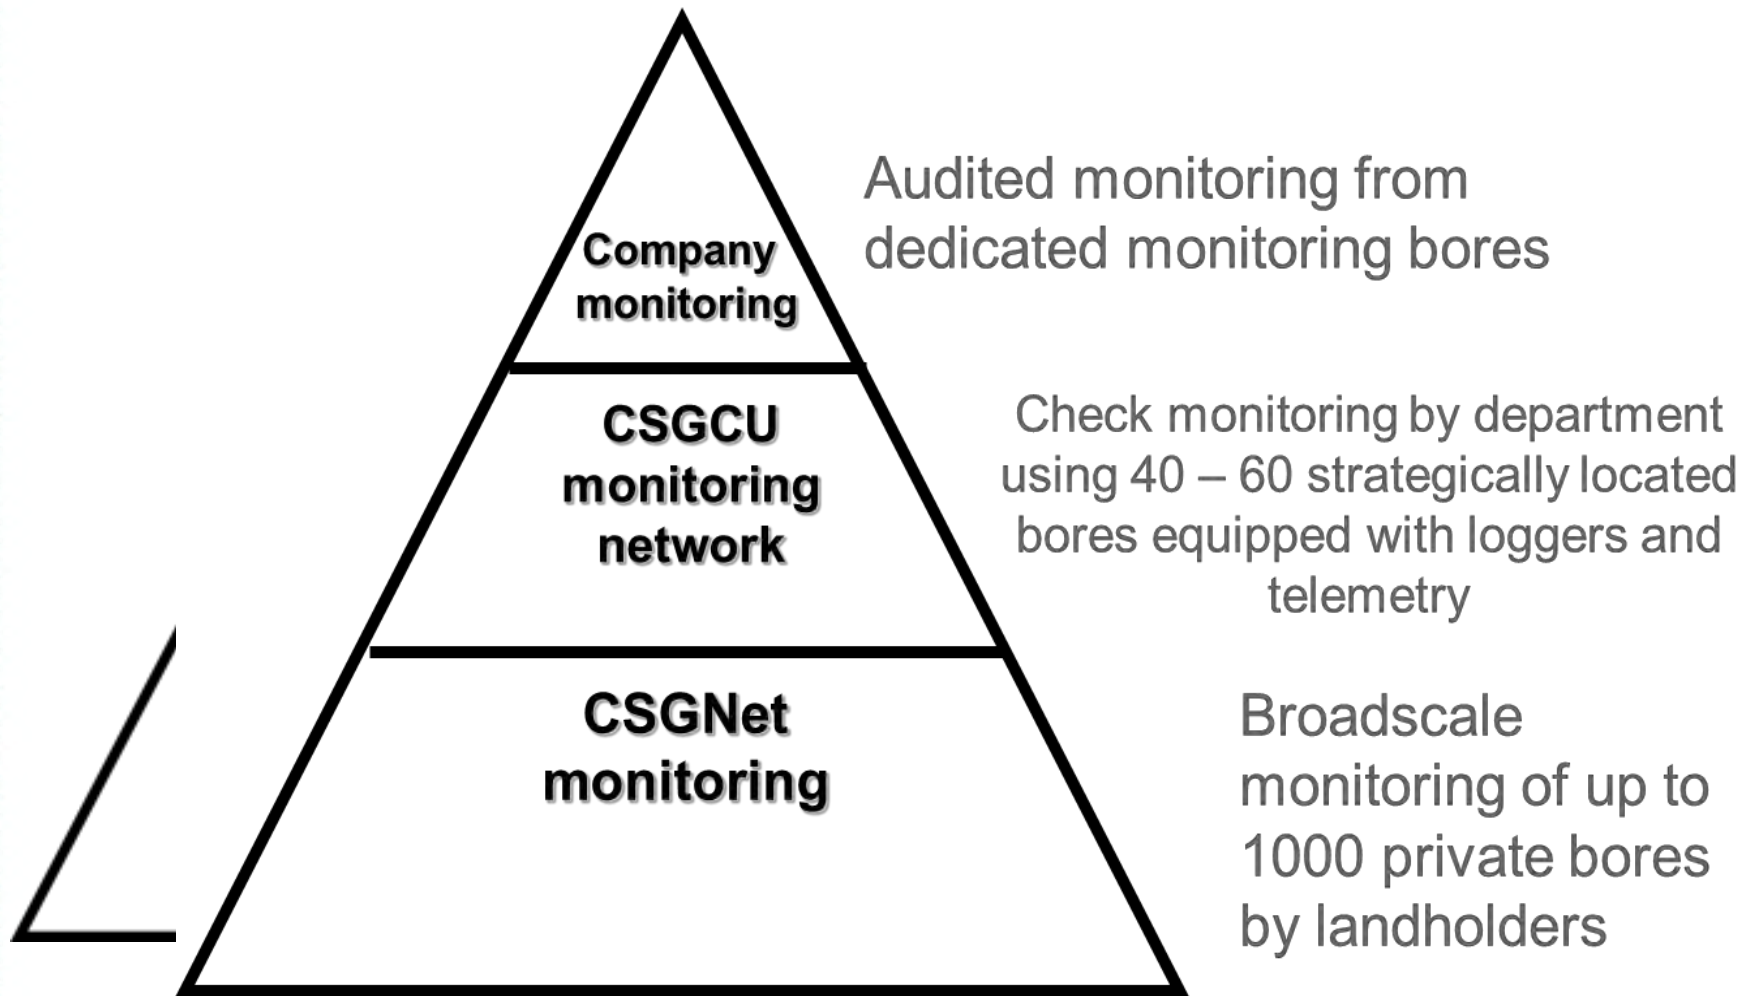 Company
monitoring
Audited monitoring from
dedicated monitoring bores
CSGCU
monitoring
network
Check monitoring by department
using 40 – 60 strategically located
bores equipped with loggers and
telemetry
CSGNet
monitoring
Broadscale
monitoring of up to
1000 private bores
by landholders